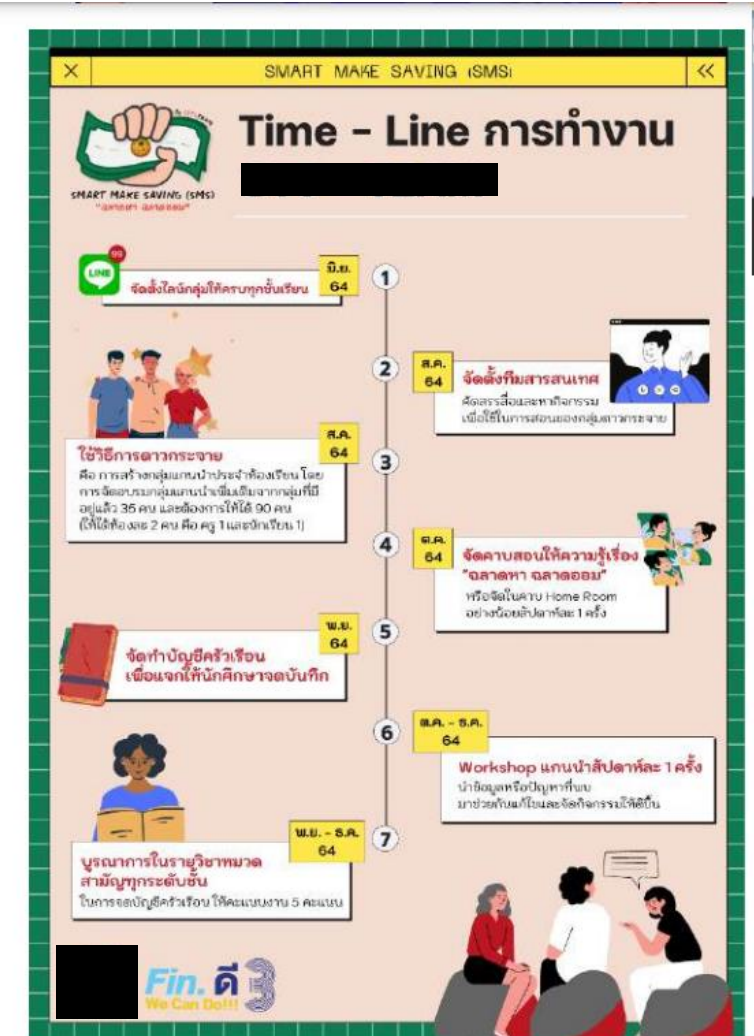 SMART MAKE SAVING (SMS)
Time - Line การทำงาน
SMART MAKE SAVING (SMS)
"ฉลาดหา ฉลาดออม"
99
LINE
มิ.ย.
64
1
จัดตั้งไลน์กลุ่มให้ครบทุกชั้นเรียน
2
ส.ค.
64
จัดตั้งทีมสารสนเทศ
คัดสรรสื่อและหากิจกรรม
เพื่อใช้ในการสอนของกลุ่มดาวกระจาย
ส.ค.
64
3
ใช้วิธีการดาวกระจาย
คือ การสร้างกลุ่มแกนนำประจำห้องเรียน โดย
การจัดอบรมกลุ่มแกนนำเพิ่มเติมจากกลุ่มที่มี
อยู่แล้ว 35 คน และต้องการให้ได้ 90 คน
(ให้ได้ห้องละ 2 คน คือ ครู 1 และนักเรียน 1)
4
ต.ค.
64
จัดคาบสอนให้ความรู้เรื่อง
"ฉลาดหา ฉลาดออม"
หรือจัดในคาบ Home Room
อย่างน้อยสัปดาห์ละ 1 ครั้ง
พ.ย.
64
5
จัดทำบัญชีครัวเรือน
เพื่อแจกให้นักศึกษาจดบันทึก
6
ต.ค. - ธ.ค.
64
Workshop แกนนำสัปดาห์ละ 1 ครั้ง
นำข้อมูลหรือปัญหาที่พบ
มาช่วยกันแก้ไขและจัดกิจกรรมให้ดีขึ้น
พ.ย. - ธ.ค.
64
7
บูรณาการในรายวิชาหมวด
สามัญทุกระดับชั้น
ในการจดบัญชีครัวเรือน ให้คะแนนงาน 5 คะแนน
Fin. ดี 3
We Can Do!!!